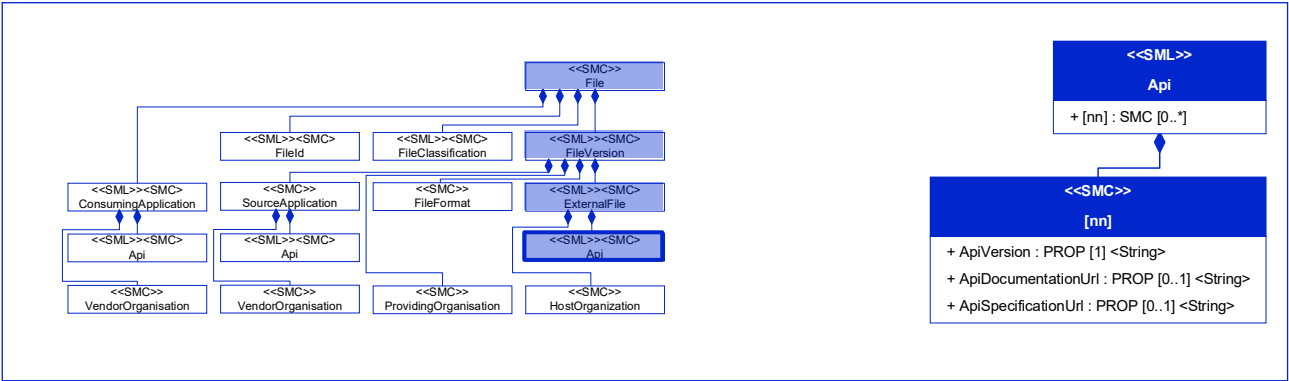 <<SMC>>
File
<<SML>><SMC>
FileId
<<SML>><SMC>
FileClassification
<<SML>><SMC>
FileVersion
<<SML>><SMC>
ConsumingApplication
<<SMC>>
SourceApplication
<<SMC>>
FileFormat
<<SML>><SMC>
ExternalFile
<<SML>><SMC>
Api
<<SML>><SMC>
Api
<<SML>><SMC>
Api
<<SMC>>
VendorOrganisation
<<SMC>>
VendorOrganisation
<<SMC>>
ProvidingOrganisation
<<SMC>>
HostOrganization
<<SML>>
Api
+ [nn] : SMC [0..*]
<<SMC>>
[nn]
+ ApiVersion : PROP [1] <String>
+ ApiDocumentationUrl : PROP [0..1] <String>
+ ApiSpecificationUrl : PROP [0..1] <String>